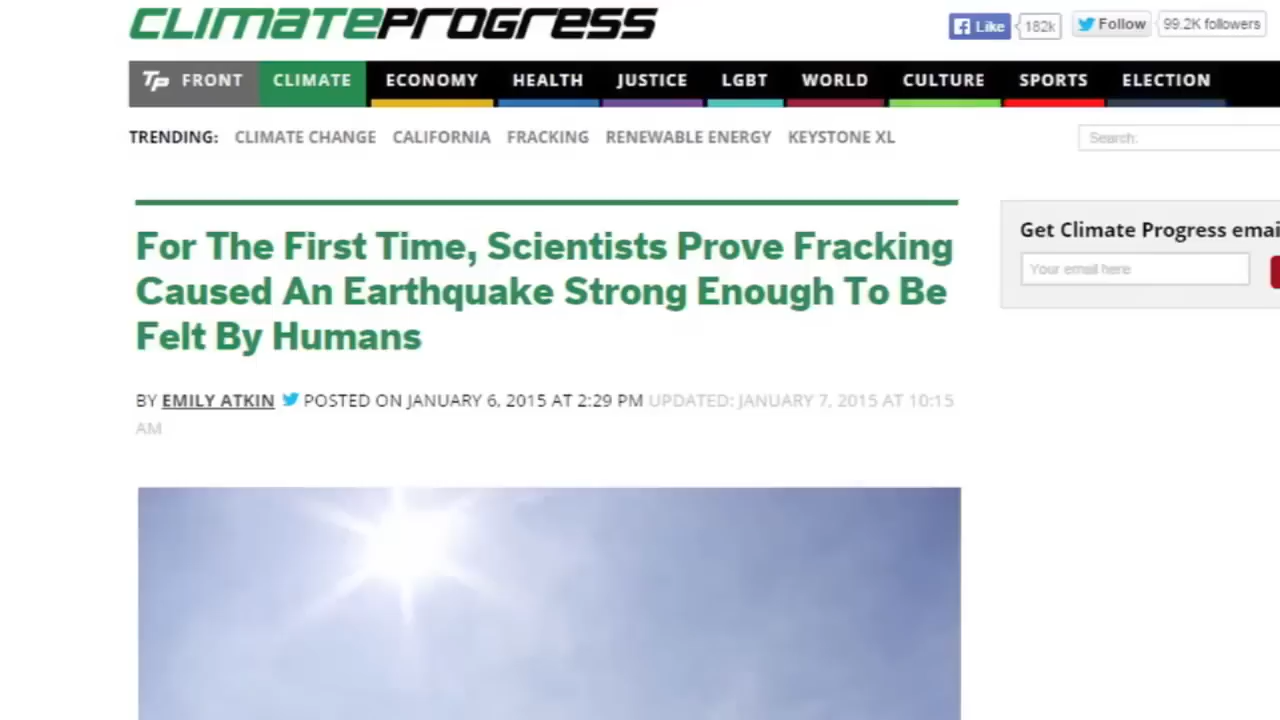 CLIMATEPROGRESS
Like 182k Follow 99.2K followers
TP FRONT CLIMATE ECONOMY HEALTH JUSTICE LGBT WORLD CULTURE SPORTS ELECTION
TRENDING: CLIMATE CHANGE CALIFORNIA FRACKING RENEWABLE ENERGY KEYSTONE XL
Search:
For The First Time, Scientists Prove Fracking
Caused An Earthquake Strong Enough To Be
Felt By Humans
Get Climate Progress emai
Your email here
BY EMILY ATKIN POSTED ON JANUARY 6, 2015 AT 2:29 PM UPDATED: JANUARY 7, 2015 AT 10:15
AM